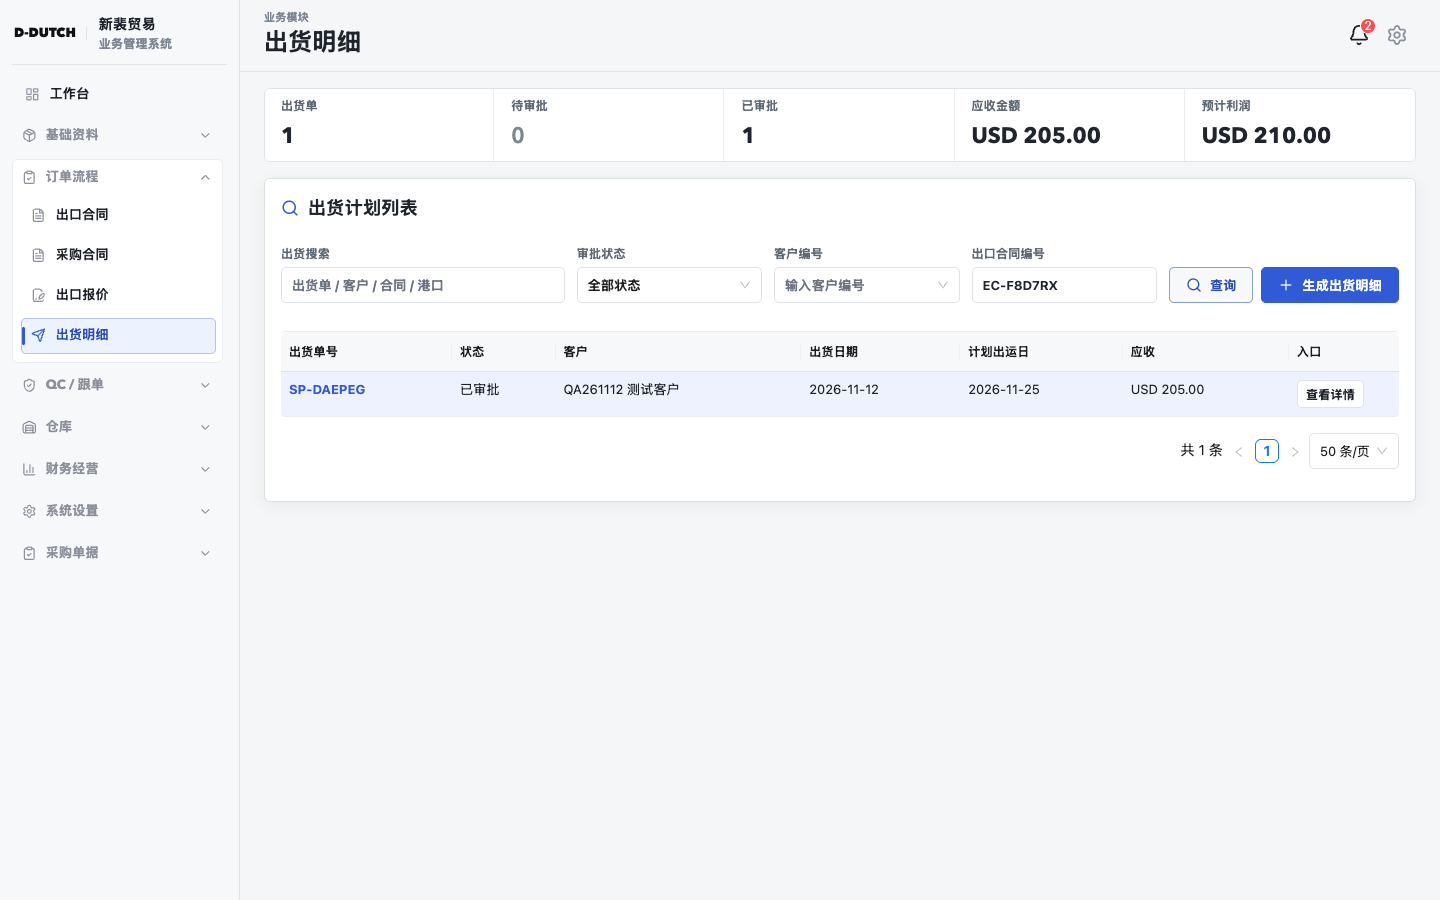 D-DUTCH
新裴贸易
业务管理系统
工作台
基础资料
订单流程
出口合同
采购合同
出口报价
出货明细
QC / 跟单
仓库
财务经营
系统设置
采购单据
业务模块
出货明细
2
出货单
1
待审批
0
已审批
1
应收金额
USD 205.00
预计利润
USD 210.00
出货计划列表
出货搜索
出货单 / 客户 / 合同 / 港口
审批状态
全部状态
客户编号
输入客户编号
出口合同编号
EC-F8D7RX
查询
生成出货明细
出货单号 状态 客户 出货日期 计划出运日 应收 入口
SP-DAEPEG 已审批 QA261112 测试客户 2026-11-12 2026-11-25 USD 205.00 查看详情
共 1 条 1 50 条/页